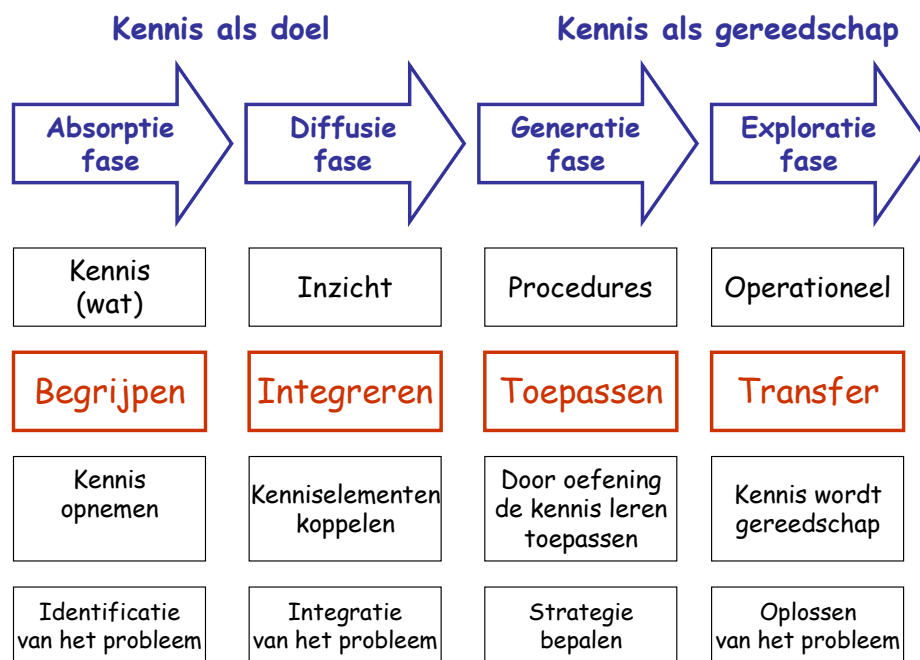 Kennis als doel
Kennis als gereedschap
Absorptie
fase
Diffusie
fase
Generatie
fase
Exploratie
fase
Kennis
(wat)
Inzicht
Procedures
Operationeel
Begrijpen
Integreren
Toepassen
Transfer
Kennis
opnemen
Kenniselementen
koppelen
Door oefening
de kennis leren
toepassen
Kennis wordt
gereedschap
Identificatie
van het probleem
Integratie
van het probleem
Strategie
bepalen
Oplossen
van het probleem